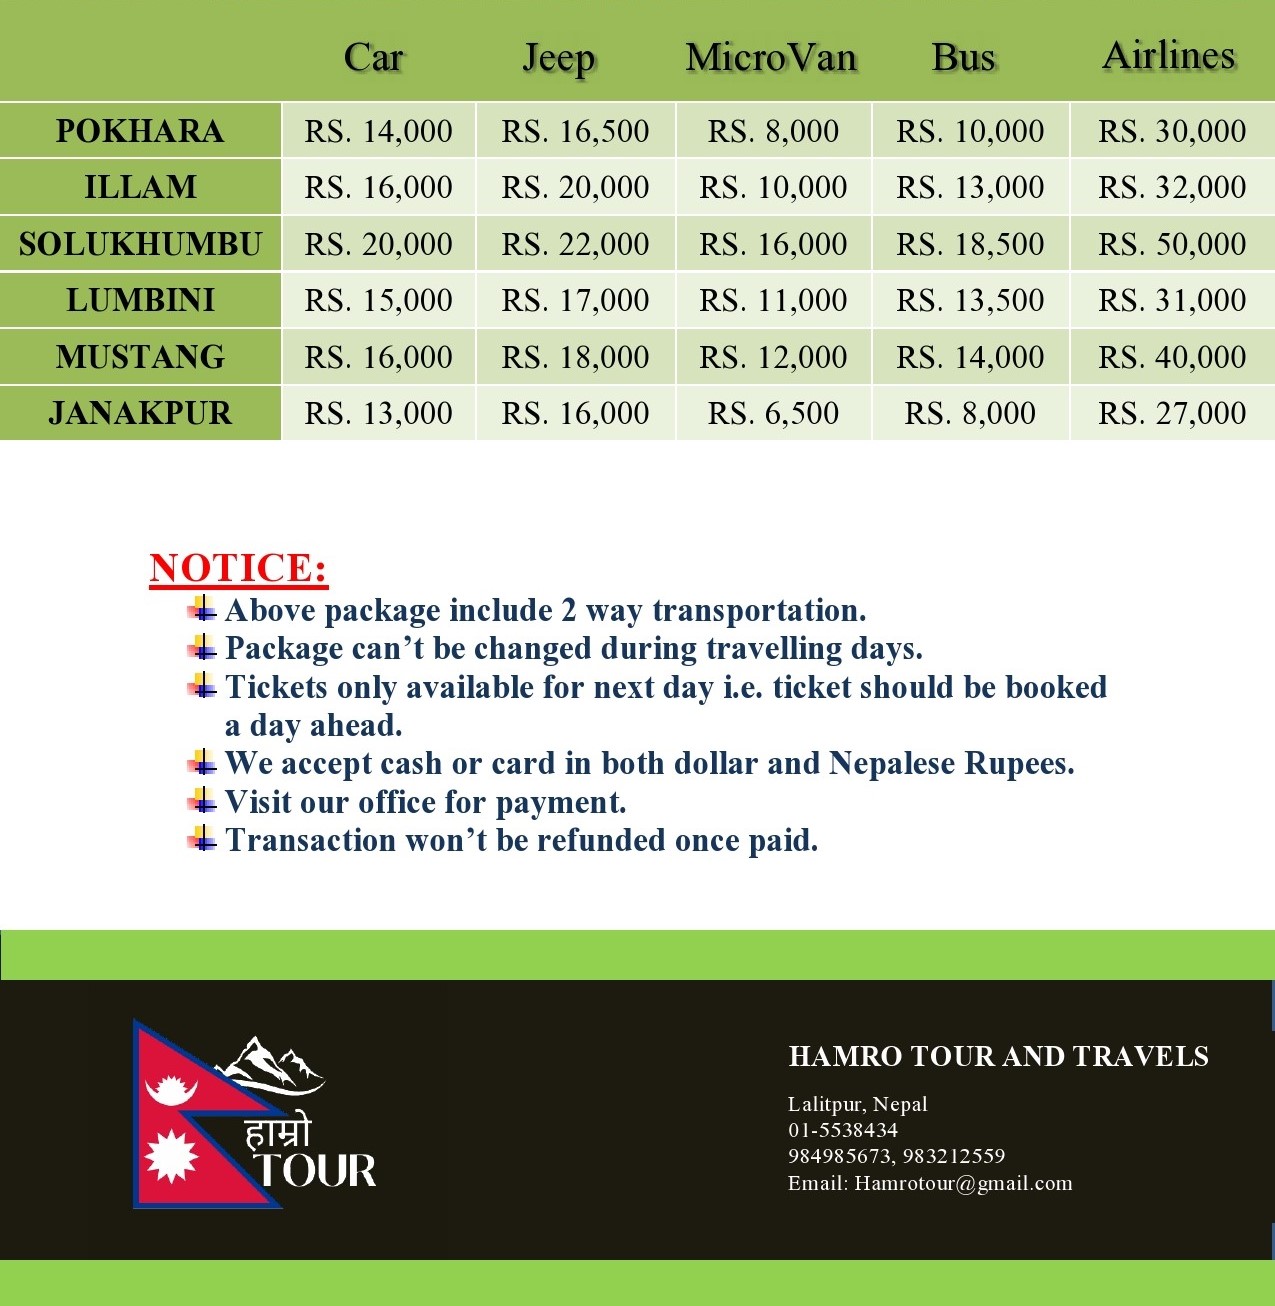 Car Jeep MicroVan Bus Airlines
POKHARA RS. 14,000 RS. 16,500 RS. 8,000 RS. 10,000 RS. 30,000
ILLAM RS. 16,000 RS. 20,000 RS. 10,000 RS. 13,000 RS. 32,000
SOLUKHUMBU RS. 20,000 RS. 22,000 RS. 16,000 RS. 18,500 RS. 50,000
LUMBINI RS. 15,000 RS. 17,000 RS. 11,000 RS. 13,500 RS. 31,000
MUSTANG RS. 16,000 RS. 18,000 RS. 12,000 RS. 14,000 RS. 40,000
JANAKPUR RS. 13,000 RS. 16,000 RS. 6,500 RS. 8,000 RS. 27,000
NOTICE:
Above package include 2 way transportation.
Package can’t be changed during travelling days.
Tickets only available for next day i.e. ticket should be booked
a day ahead.
We accept cash or card in both dollar and Nepalese Rupees.
Visit our office for payment.
Transaction won’t be refunded once paid.
हाम्रो
TOUR
HAMRO TOUR AND TRAVELS
Lalitpur, Nepal
01-5538434
984985673, 983212559
Email: Hamrotour@gmail.com